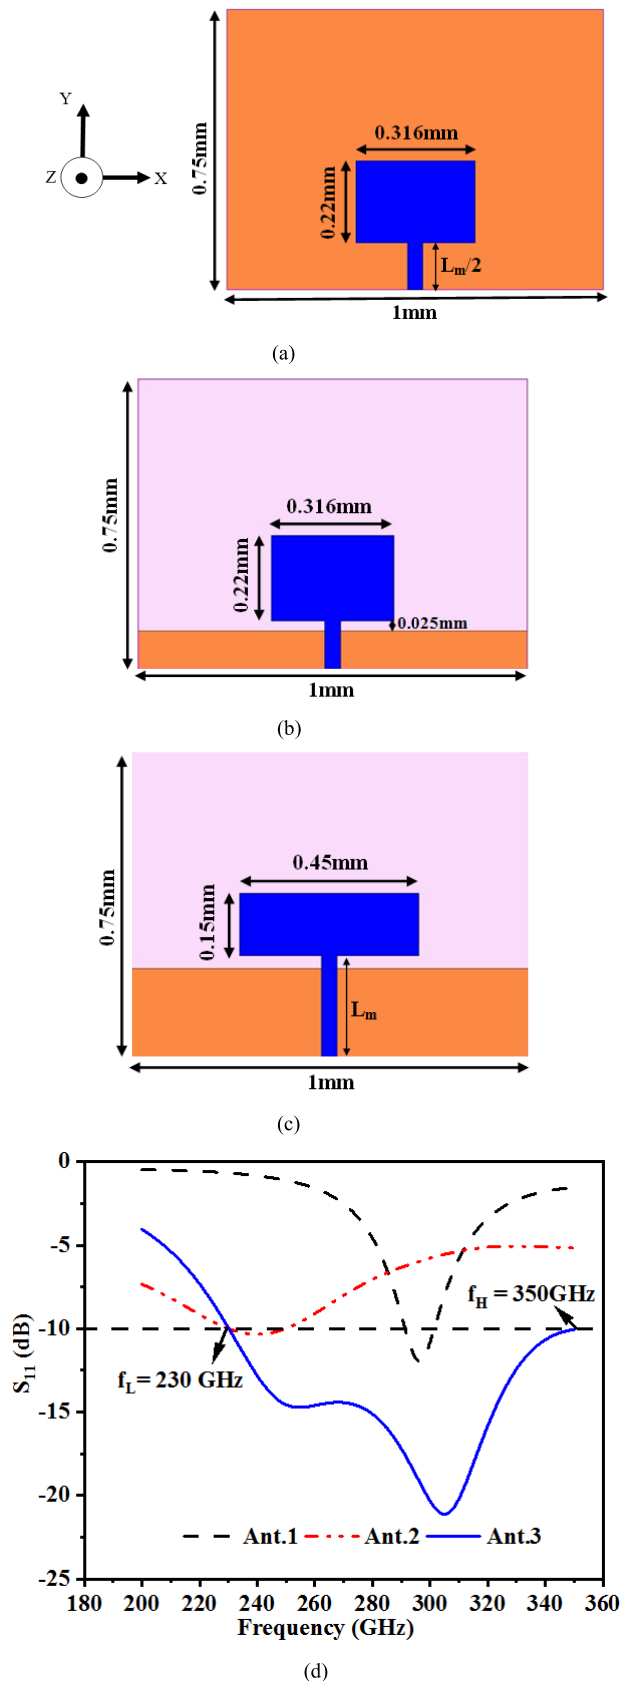 Y
Z
X
0.75mm
0.316mm
0.22mm
Lm/2
1mm
(a)
0.75mm
0.316mm
0.22mm
0.025mm
1mm
(b)
0.75mm
0.45mm
0.15mm
Lm
1mm
(c)
0
-5
-10
-15
-20
-25
S11 (dB)
fH = 350GHz
fL = 230 GHz
Ant.1
Ant.2
Ant.3
180 200 220 240 260 280 300 320 340 360
Frequency (GHz)
(d)